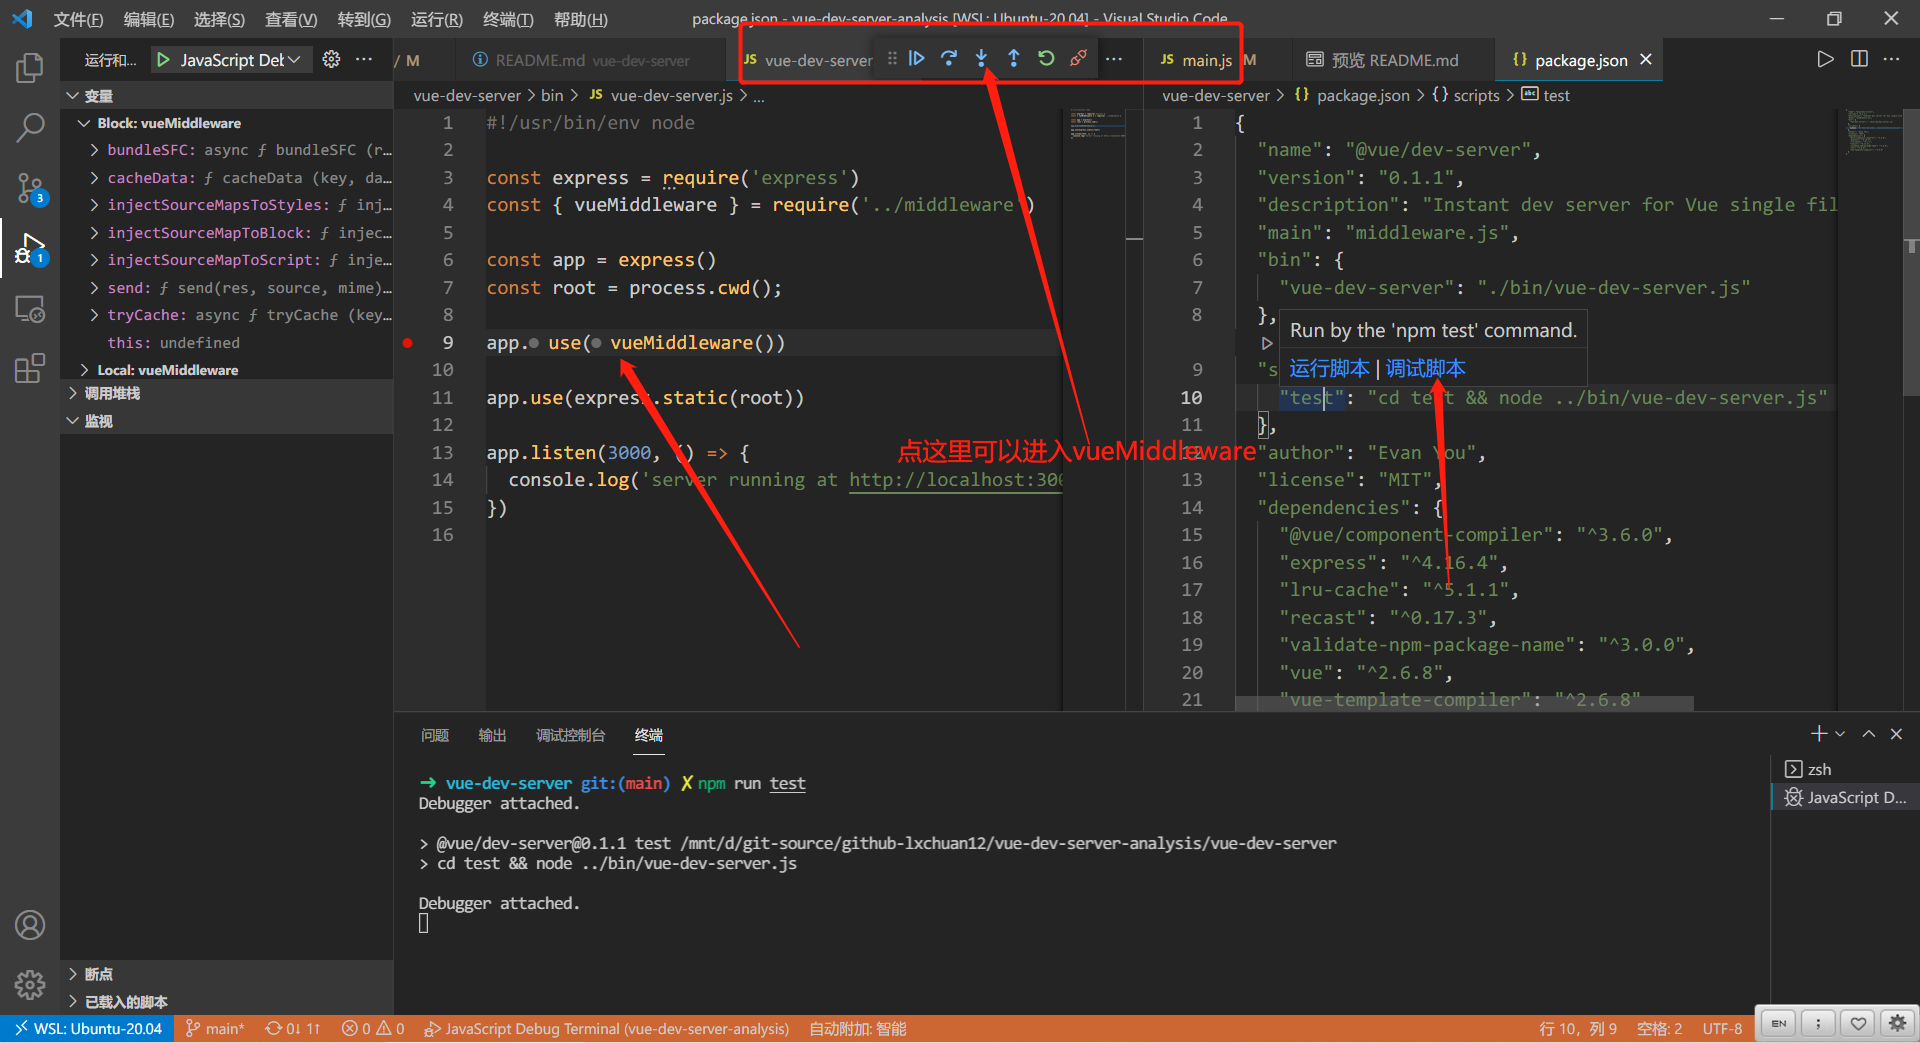 文件(F) 编辑(E) 选择(S) 查看(V) 转到(G) 运行(R) 终端(T) 帮助(H) package.json - vue-dev-server-analysis [WSL: Ubuntu-20.04] - Visual Studio Code
运行和... JavaScript Det
/ M README.md vue-dev-server JS vue-dev-server JS main.js M 预览 README.md {} package.json
变量
Block: vueMiddleware
bundleSFC: async ƒ bundleSFC (r…
cacheData: ƒ cacheData (key, da…
injectSourceMapsToStyles: ƒ inj…
injectSourceMapToBlock: ƒ injec…
injectSourceMapToScript: ƒ inje…
send: ƒ send(res, source, mime)…
tryCache: async ƒ tryCache (key…
this: undefined
Local: vueMiddleware
调用堆栈
监视
断点
已载入的脚本
3
1
vue-dev-server > bin > JS vue-dev-server.js > ...
1 #!/usr/bin/env node
2
3 const express = require('express')
4 const { vueMiddleware } = require('../middleware')
5
6 const app = express()
7 const root = process.cwd();
8
9 app. use( vueMiddleware())
10
11 app.use(express.static(root))
12
13 app.listen(3000, () => {
14 console.log('server running at http://localhost:300
15 })
16
点这里可以进入vueMiddleware
vue-dev-server > {} package.json > {} scripts > test
1 {
2 "name": "@vue/dev-server",
3 "version": "0.1.1",
4 "description": "Instant dev server for Vue single fil
5 "main": "middleware.js",
6 "bin": {
7 "vue-dev-server": "./bin/vue-dev-server.js"
8 },
Run by the 'npm test' command.
运行脚本 | 调试脚本
9 "s
10 "test": "cd test && node ../bin/vue-dev-server.js"
11 },
12 "author": "Evan You",
13 "license": "MIT",
14 "dependencies": {
15 "@vue/component-compiler": "^3.6.0",
16 "express": "^4.16.4",
17 "lru-cache": "^5.1.1",
18 "recast": "^0.17.3",
19 "validate-npm-package-name": "^3.0.0",
20 "vue": "^2.6.8",
21 "vue-template-compiler": "^2.6.8"
问题 输出 调试控制台 终端
➜ vue-dev-server git:(main) ✗ npm run test
Debugger attached.
> @vue/dev-server@0.1.1 test /mnt/d/git-source/github-lxchuan12/vue-dev-server-analysis/vue-dev-server
> cd test && node ../bin/vue-dev-server.js
Debugger attached.
zsh
JavaScript D...
WSL: Ubuntu-20.04 main* 0↓ 1↑ 0 0 JavaScript Debug Terminal (vue-dev-server-analysis) 自动附加: 智能 行 10，列 9 空格: 2 UTF-8
EN ;